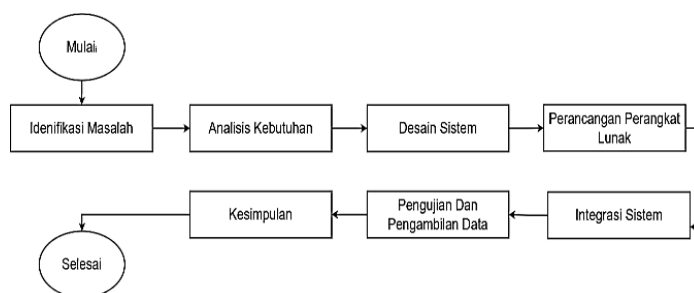 Mulai
Idenifikasi Masalah
Analisis Kebutuhan
Desain Sistem
Perancangan Perangkat
Lunak
Integrasi Sistem
Pengujian Dan
Pengambilan Data
Kesimpulan
Selesai